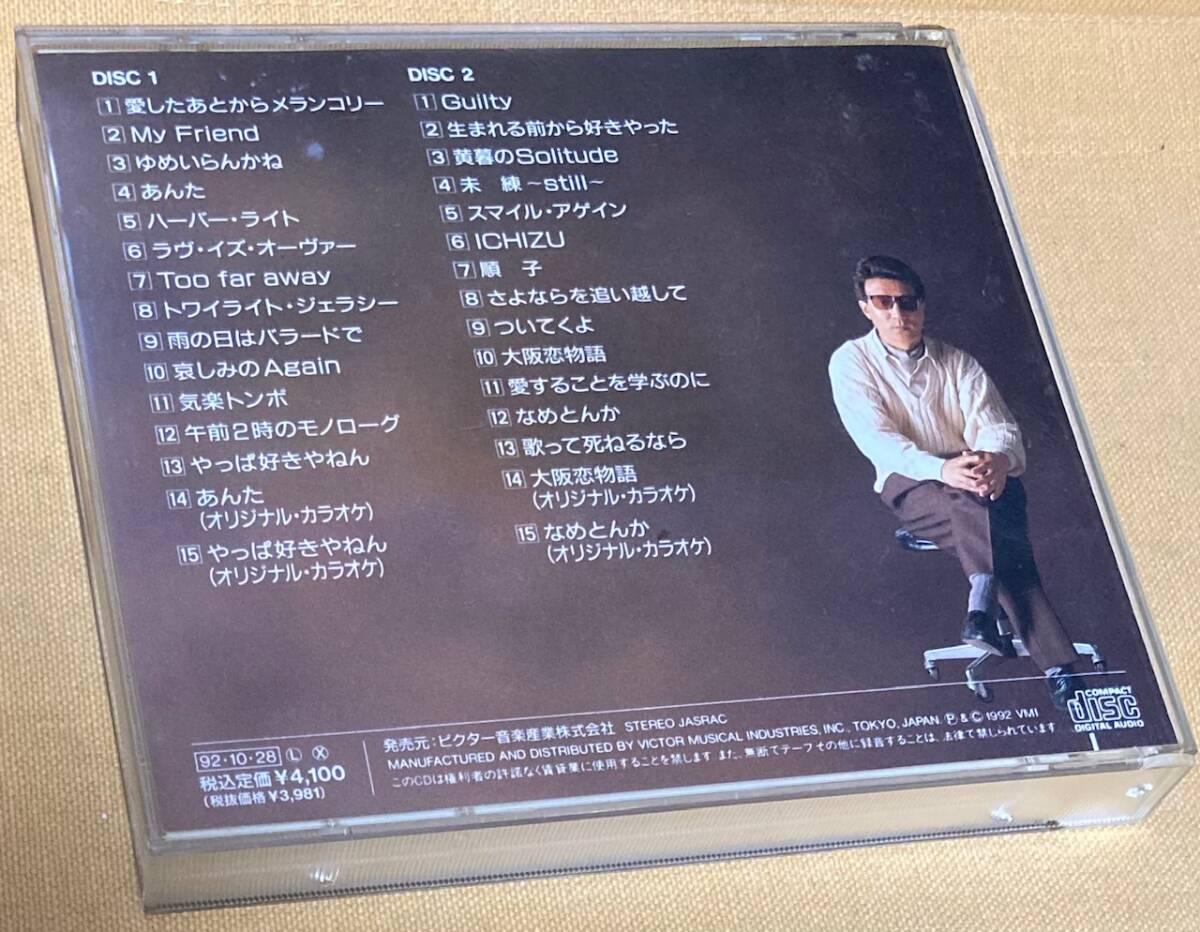 DISC 1
1 愛したあとからメランコリー
2 My Friend
3 ゆめいらんかね
4 あんた
5 ハーバー・ライト
6 ラヴ・イズ・オーヴァー
7 Too far away
8 トワイライト・ジェラシー
9 雨の日はバラードで
10 哀しみのAgain
11 気楽トンボ
12 午前2時のモノローグ
13 やっぱ好きやねん
14 あんた
(オリジナル・カラオケ)
15 やっぱ好きやねん
(オリジナル・カラオケ)
DISC 2
1 Guilty
2 生まれる前から好きやった
3 黄暮のSolitude
4 未 練~still~
5 スマイル・アゲイン
6 ICHIZU
7 順 子
8 さよならを追い越して
9 ついてくよ
10 大阪恋物語
11 愛することを学ぶのに
12 なめとんか
13 歌って死ねるなら
14 大阪恋物語
(オリジナル・カラオケ)
15 なめとんか
(オリジナル・カラオケ)
92・10・28 Ⓛ Ⓧ
税込定価¥4,100
(税抜価格¥3,981)
発売元:ビクター音楽産業株式会社 STEREO JASRAC
MANUFACTURED AND DISTRIBUTED BY VICTOR MUSICAL INDUSTRIES, INC., TOKYO, JAPAN. Ⓟ & Ⓒ 1992 VMI
このCDは権利者の許諾なく賃貸業に使用することを禁じます また、無断でテープその他に録音することは、法律で禁じられています
COMPACT
disc
DIGITAL AUDIO